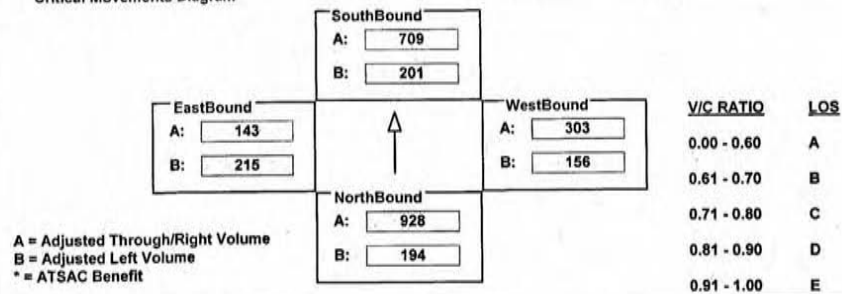 Critical Movements Diagram
SouthBound
A: 709
B: 201
EastBound
A: 143
B: 215
WestBound
A: 303
B: 156
NorthBound
A: 928
B: 194
A = Adjusted Through/Right Volume
B = Adjusted Left Volume
* = ATSAC Benefit
V/C RATIO LOS
0.00 - 0.60 A
0.61 - 0.70 B
0.71 - 0.80 C
0.81 - 0.90 D
0.91 - 1.00 E